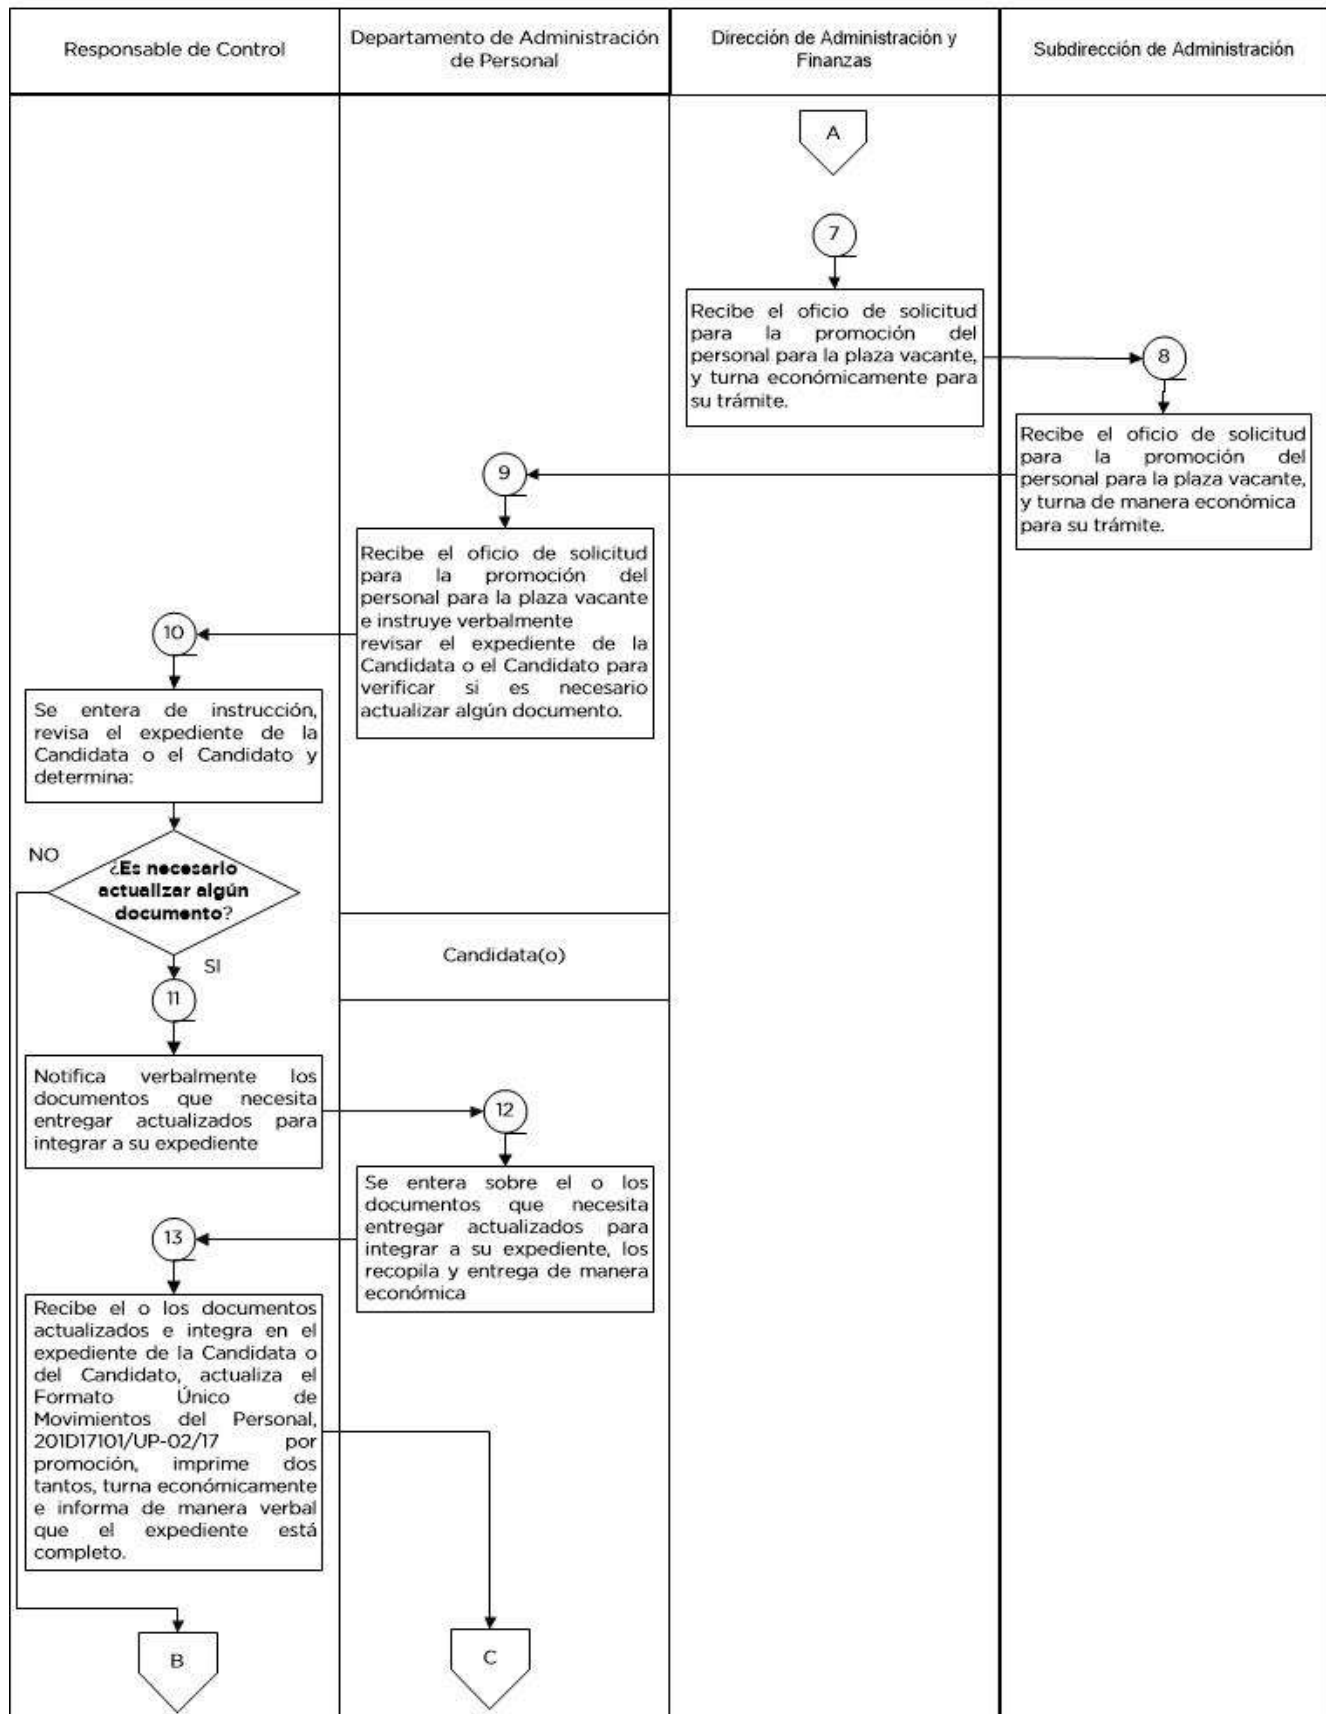 Responsable de Control
Departamento de Administración
de Personal
Dirección de Administración y
Finanzas
Subdirección de Administración
A
7
Recibe el oficio de solicitud
para la promoción del
personal para la plaza vacante,
y turna económicamente para
su trámite.
8
Recibe el oficio de solicitud
para la promoción del
personal para la plaza vacante,
y turna de manera económica
para su trámite.
9
Recibe el oficio de solicitud
para la promoción del
personal para la plaza vacante
e instruye verbalmente
revisar el expediente de la
Candidata o el Candidato para
verificar si es necesario
actualizar algún documento.
10
Se entera de instrucción,
revisa el expediente de la
Candidata o el Candidato y
determina:
NO
¿Es necesario
actualizar algún
documento?
SI
Candidata(o)
11
Notifica verbalmente los
documentos que necesita
entregar actualizados para
integrar a su expediente
12
Se entera sobre el o los
documentos que necesita
entregar actualizados para
integrar a su expediente, los
recopila y entrega de manera
económica
13
Recibe el o los documentos
actualizados e integra en el
expediente de la Candidata o
del Candidato, actualiza el
Formato Único de
Movimientos del Personal,
201D17101/UP-02/17 por
promoción, imprime dos
tantos, turna económicamente
e informa de manera verbal
que el expediente está
completo.
B
C